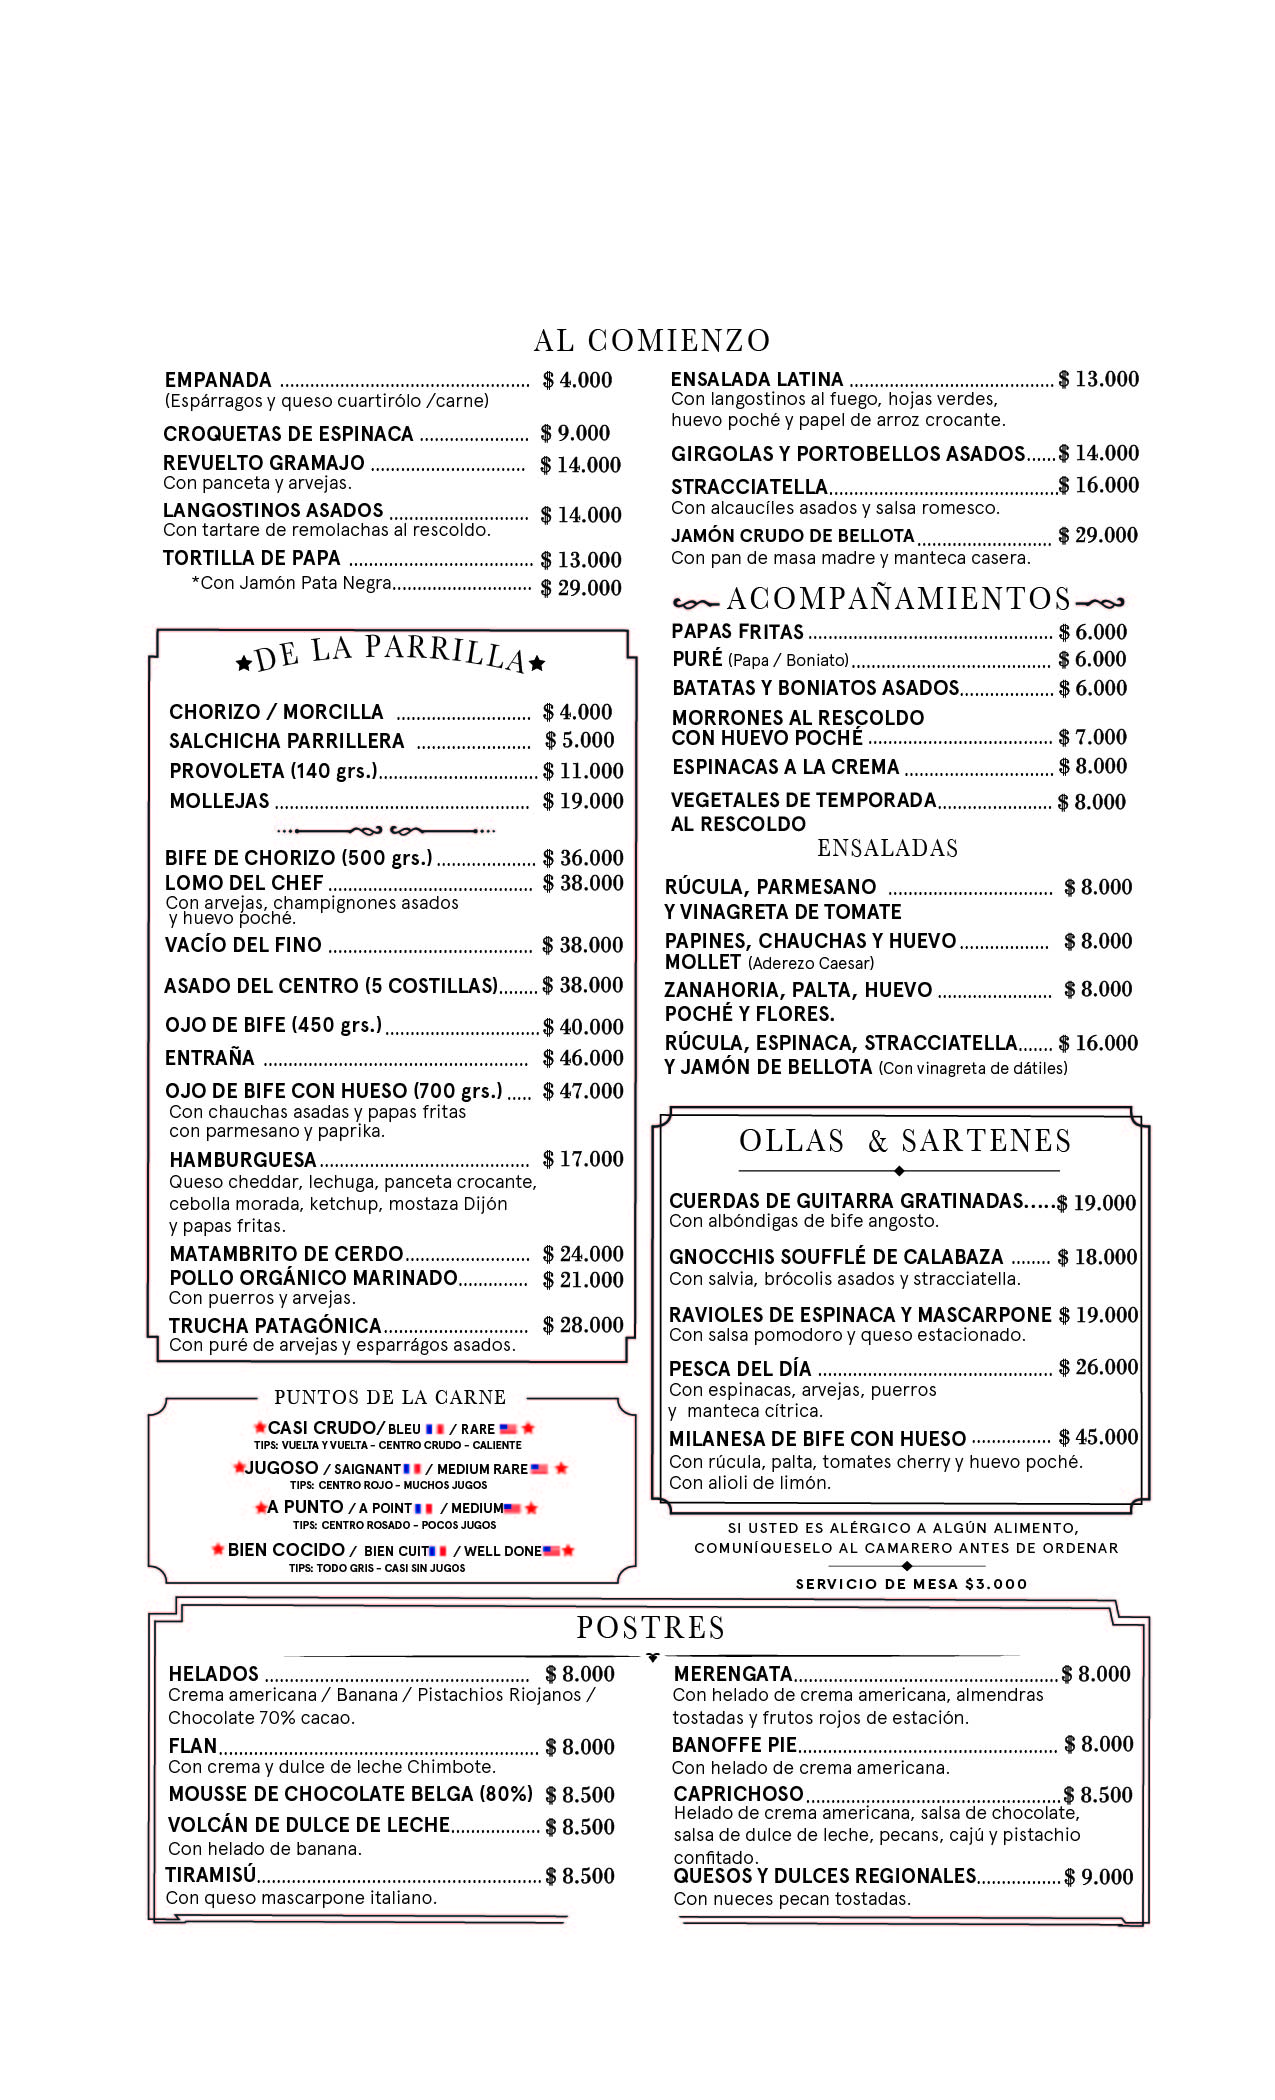 AL COMIENZO
EMPANADA ........................................... $ 4.000
(Espárragos y queso cuartirólo /carne)
CROQUETAS DE ESPINACA ...................... $ 9.000
REVUELTO GRAMAJO .............................. $ 14.000
Con panceta y arvejas.
LANGOSTINOS ASADOS ........................... $ 14.000
Con tartare de remolachas al rescoldo.
TORTILLA DE PAPA .................................. $ 13.000
*Con Jamón Pata Negra.............................. $ 29.000
ENSALADA LATINA ..................................... $ 13.000
Con langostinos al fuego, hojas verdes,
huevo poché y papel de arroz crocante.
GIRGOLAS Y PORTOBELLOS ASADOS...... $ 14.000
STRACCIATELLA.......................................... $ 16.000
Con alcaucíles asados y salsa romesco.
JAMÓN CRUDO DE BELLOTA ......................... $ 29.000
Con pan de masa madre y manteca casera.
DE LA PARRILLA
CHORIZO / MORCILLA ......................... $ 4.000
SALCHICHA PARRILLERA ..................... $ 5.000
PROVOLETA (140 grs.)............................. $ 11.000
MOLLEJAS ............................................... $ 19.000
BIFE DE CHORIZO (500 grs.) .................. $ 36.000
LOMO DEL CHEF ..................................... $ 38.000
Con arvejas, champignones asados
y huevo poché.
VACÍO DEL FINO ..................................... $ 38.000
ASADO DEL CENTRO (5 COSTILLAS)....... $ 38.000
OJO DE BIFE (450 grs.) ............................ $ 40.000
ENTRAÑA ................................................ $ 46.000
OJO DE BIFE CON HUESO (700 grs.) ..... $ 47.000
Con chauchas asadas y papas fritas
con parmesano y paprika.
HAMBURGUESA ...................................... $ 17.000
Queso cheddar, lechuga, panceta crocante,
cebolla morada, ketchup, mostaza Dijón
y papas fritas.
MATAMBRITO DE CERDO....................... $ 24.000
POLLO ORGÁNICO MARINADO............. $ 21.000
Con puerros y arvejas.
TRUCHA PATAGÓNICA.......................... $ 28.000
Con puré de arvejas y esparrágos asados.
PUNTOS DE LA CARNE
CASI CRUDO/ BLEU / RARE
TIPS: VUELTA Y VUELTA - CENTRO CRUDO - CALIENTE
JUGOSO / SAIGNANT / MEDIUM RARE
TIPS: CENTRO ROJO - MUCHOS JUGOS
A PUNTO / A POINT / MEDIUM
TIPS: CENTRO ROSADO - POCOS JUGOS
BIEN COCIDO / BIEN CUIT / WELL DONE
TIPS: TODO GRIS - CASI SIN JUGOS
ACOMPAÑAMIENTOS
PAPAS FRITAS ............................................ $ 6.000
PURÉ (Papa / Boniato).................................... $ 6.000
BATATAS Y BONIATOS ASADOS................. $ 6.000
MORRONES AL RESCOLDO
CON HUEVO POCHÉ ................................. $ 7.000
ESPINACAS A LA CREMA ........................... $ 8.000
VEGETALES DE TEMPORADA..................... $ 8.000
AL RESCOLDO
ENSALADAS
RÚCULA, PARMESANO .............................. $ 8.000
Y VINAGRETA DE TOMATE
PAPINES, CHAUCHAS Y HUEVO................ $ 8.000
MOLLET (Aderezo Caesar)
ZANAHORIA, PALTA, HUEVO ..................... $ 8.000
POCHÉ Y FLORES.
RÚCULA, ESPINACA, STRACCIATELLA....... $ 16.000
Y JAMÓN DE BELLOTA (Con vinagreta de dátiles)
OLLAS & SARTENES
CUERDAS DE GUITARRA GRATINADAS..... $ 19.000
Con albóndigas de bife angosto.
GNOCCHIS SOUFFLÉ DE CALABAZA ........ $ 18.000
Con salvia, brócolis asados y stracciatella.
RAVIOLES DE ESPINACA Y MASCARPONE $ 19.000
Con salsa pomodoro y queso estacionado.
PESCA DEL DÍA .......................................... $ 26.000
Con espinacas, arvejas, puerros
y manteca cítrica.
MILANESA DE BIFE CON HUESO .............. $ 45.000
Con rúcula, palta, tomates cherry y huevo poché.
Con alioli de limón.
SI USTED ES ALÉRGICO A ALGÚN ALIMENTO,
COMUNÍQUESELO AL CAMARERO ANTES DE ORDENAR
SERVICIO DE MESA $3.000
POSTRES
HELADOS ................................................ $ 8.000
Crema americana / Banana / Pistachios Riojanos /
Chocolate 70% cacao.
FLAN.......................................................... $ 8.000
Con crema y dulce de leche Chimbote.
MOUSSE DE CHOCOLATE BELGA (80%) $ 8.500
VOLCÁN DE DULCE DE LECHE................ $ 8.500
Con helado de banana.
TIRAMISÚ................................................... $ 8.500
Con queso mascarpone italiano.
MERENGATA................................................ $ 8.000
Con helado de crema americana, almendras
tostadas y frutos rojos de estación.
BANOFFE PIE............................................... $ 8.000
Con helado de crema americana.
CAPRICHOSO.............................................. $ 8.500
Helado de crema americana, salsa de chocolate,
salsa de dulce de leche, pecans, cajú y pistachio
confitado.
QUESOS Y DULCES REGIONALES............... $ 9.000
Con nueces pecan tostadas.